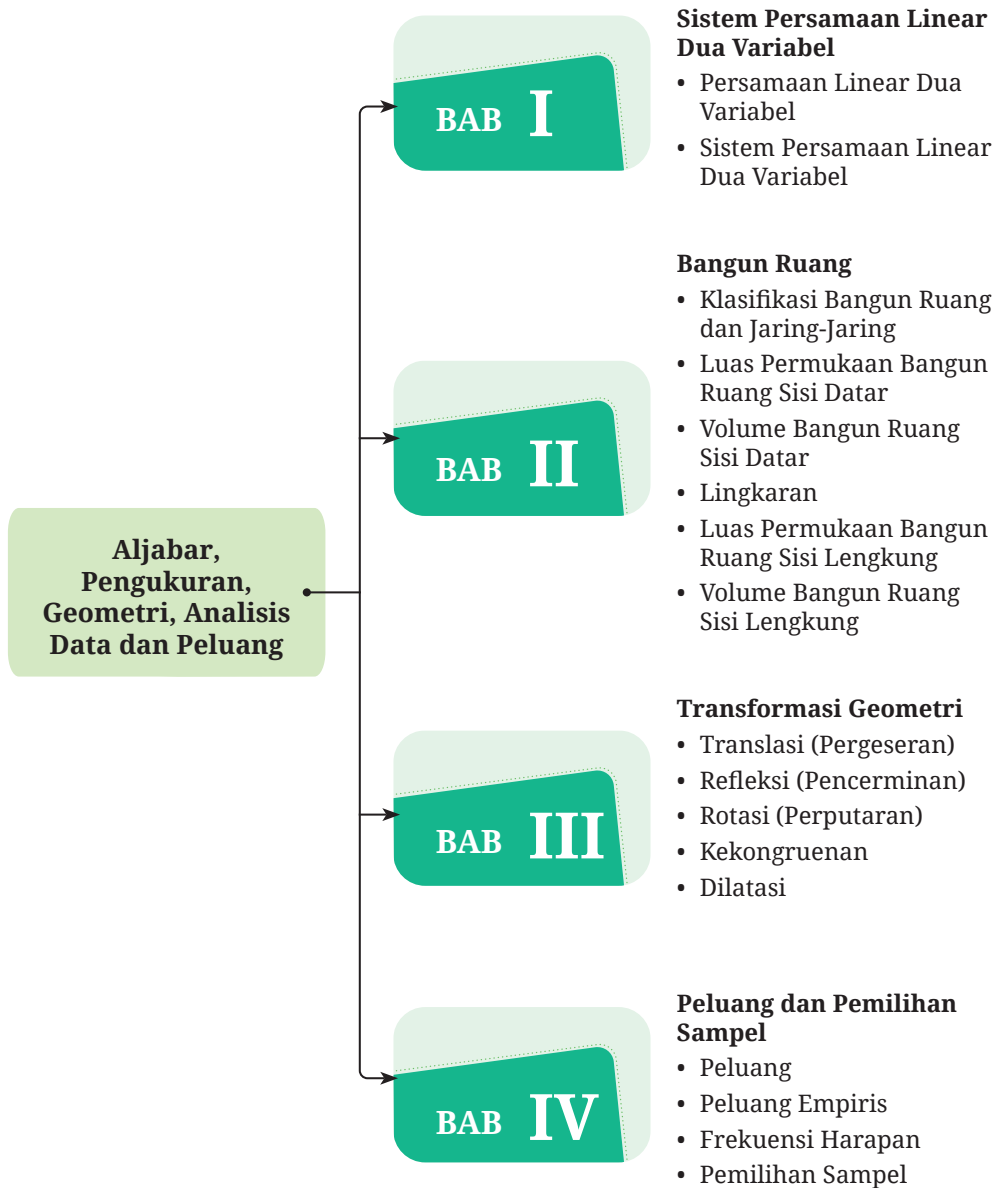 Aljabar,
Pengukuran,
Geometri, Analisis
Data dan Peluang
BAB I
Sistem Persamaan Linear
Dua Variabel
• Persamaan Linear Dua
Variabel
• Sistem Persamaan Linear
Dua Variabel
BAB II
Bangun Ruang
• Klasifikasi Bangun Ruang
dan Jaring-Jaring
• Luas Permukaan Bangun
Ruang Sisi Datar
• Volume Bangun Ruang
Sisi Datar
• Lingkaran
• Luas Permukaan Bangun
Ruang Sisi Lengkung
• Volume Bangun Ruang
Sisi Lengkung
BAB III
Transformasi Geometri
• Translasi (Pergeseran)
• Refleksi (Pencerminan)
• Rotasi (Perputaran)
• Kekongruenan
• Dilatasi
BAB IV
Peluang dan Pemilihan
Sampel
• Peluang
• Peluang Empiris
• Frekuensi Harapan
• Pemilihan Sampel